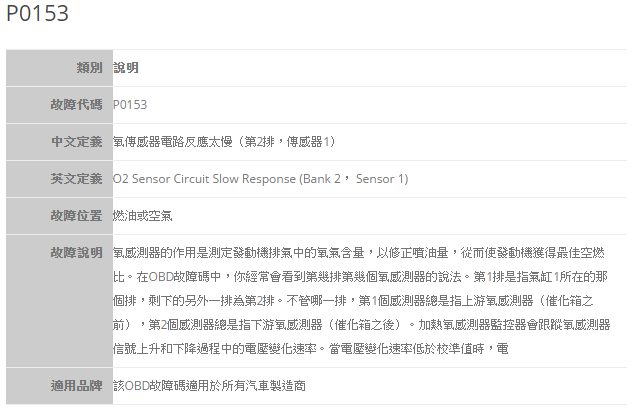 P0153
類別 說明
故障代碼 P0153
中文定義 氧傳感器電路反應太慢（第2排，傳感器1）
英文定義 O2 Sensor Circuit Slow Response (Bank 2， Sensor 1)
故障位置 燃油或空氣
故障說明 氧感測器的作用是測定發動機排氣中的氧氣含量，以修正噴油量，從而使發動機獲得最佳空燃
比。在OBD故障碼中，你經常會看到第幾排第幾個氧感測器的說法。第1排是指氣缸1所在的那
個排，剩下的另外一排為第2排。不管哪一排，第1個感測器總是指上游氧感測器（催化箱之
前），第2個感測器總是指下游氧感測器（催化箱之後）。加熱氧感測器監控器會跟蹤氧感測器
信號上升和下降過程中的電壓變化速率。當電壓變化速率低於校準值時，電
適用品牌 該OBD故障碼適用於所有汽車製造商